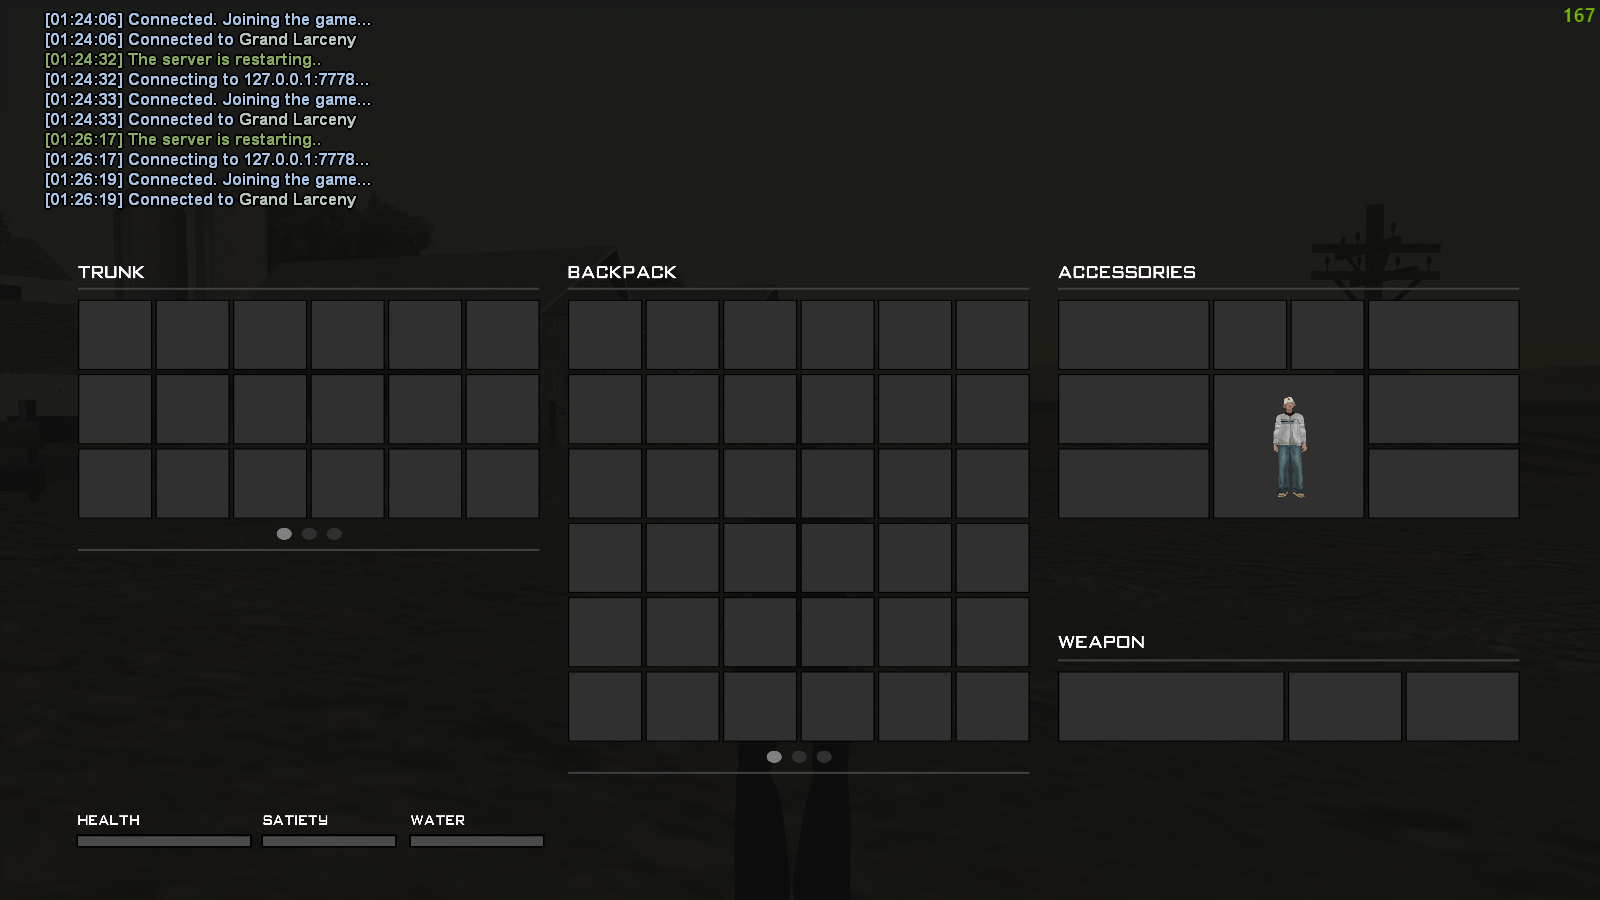 [01:24:06] Connected. Joining the game...
[01:24:06] Connected to Grand Larceny
[01:24:32] The server is restarting..
[01:24:32] Connecting to 127.0.0.1:7778...
[01:24:33] Connected. Joining the game...
[01:24:33] Connected to Grand Larceny
[01:26:17] The server is restarting..
[01:26:17] Connecting to 127.0.0.1:7778...
[01:26:19] Connected. Joining the game...
[01:26:19] Connected to Grand Larceny
167
TRUNK
BACKPACK
ACCESSORIES
WEAPON
HEALTH
SATIETY
WATER